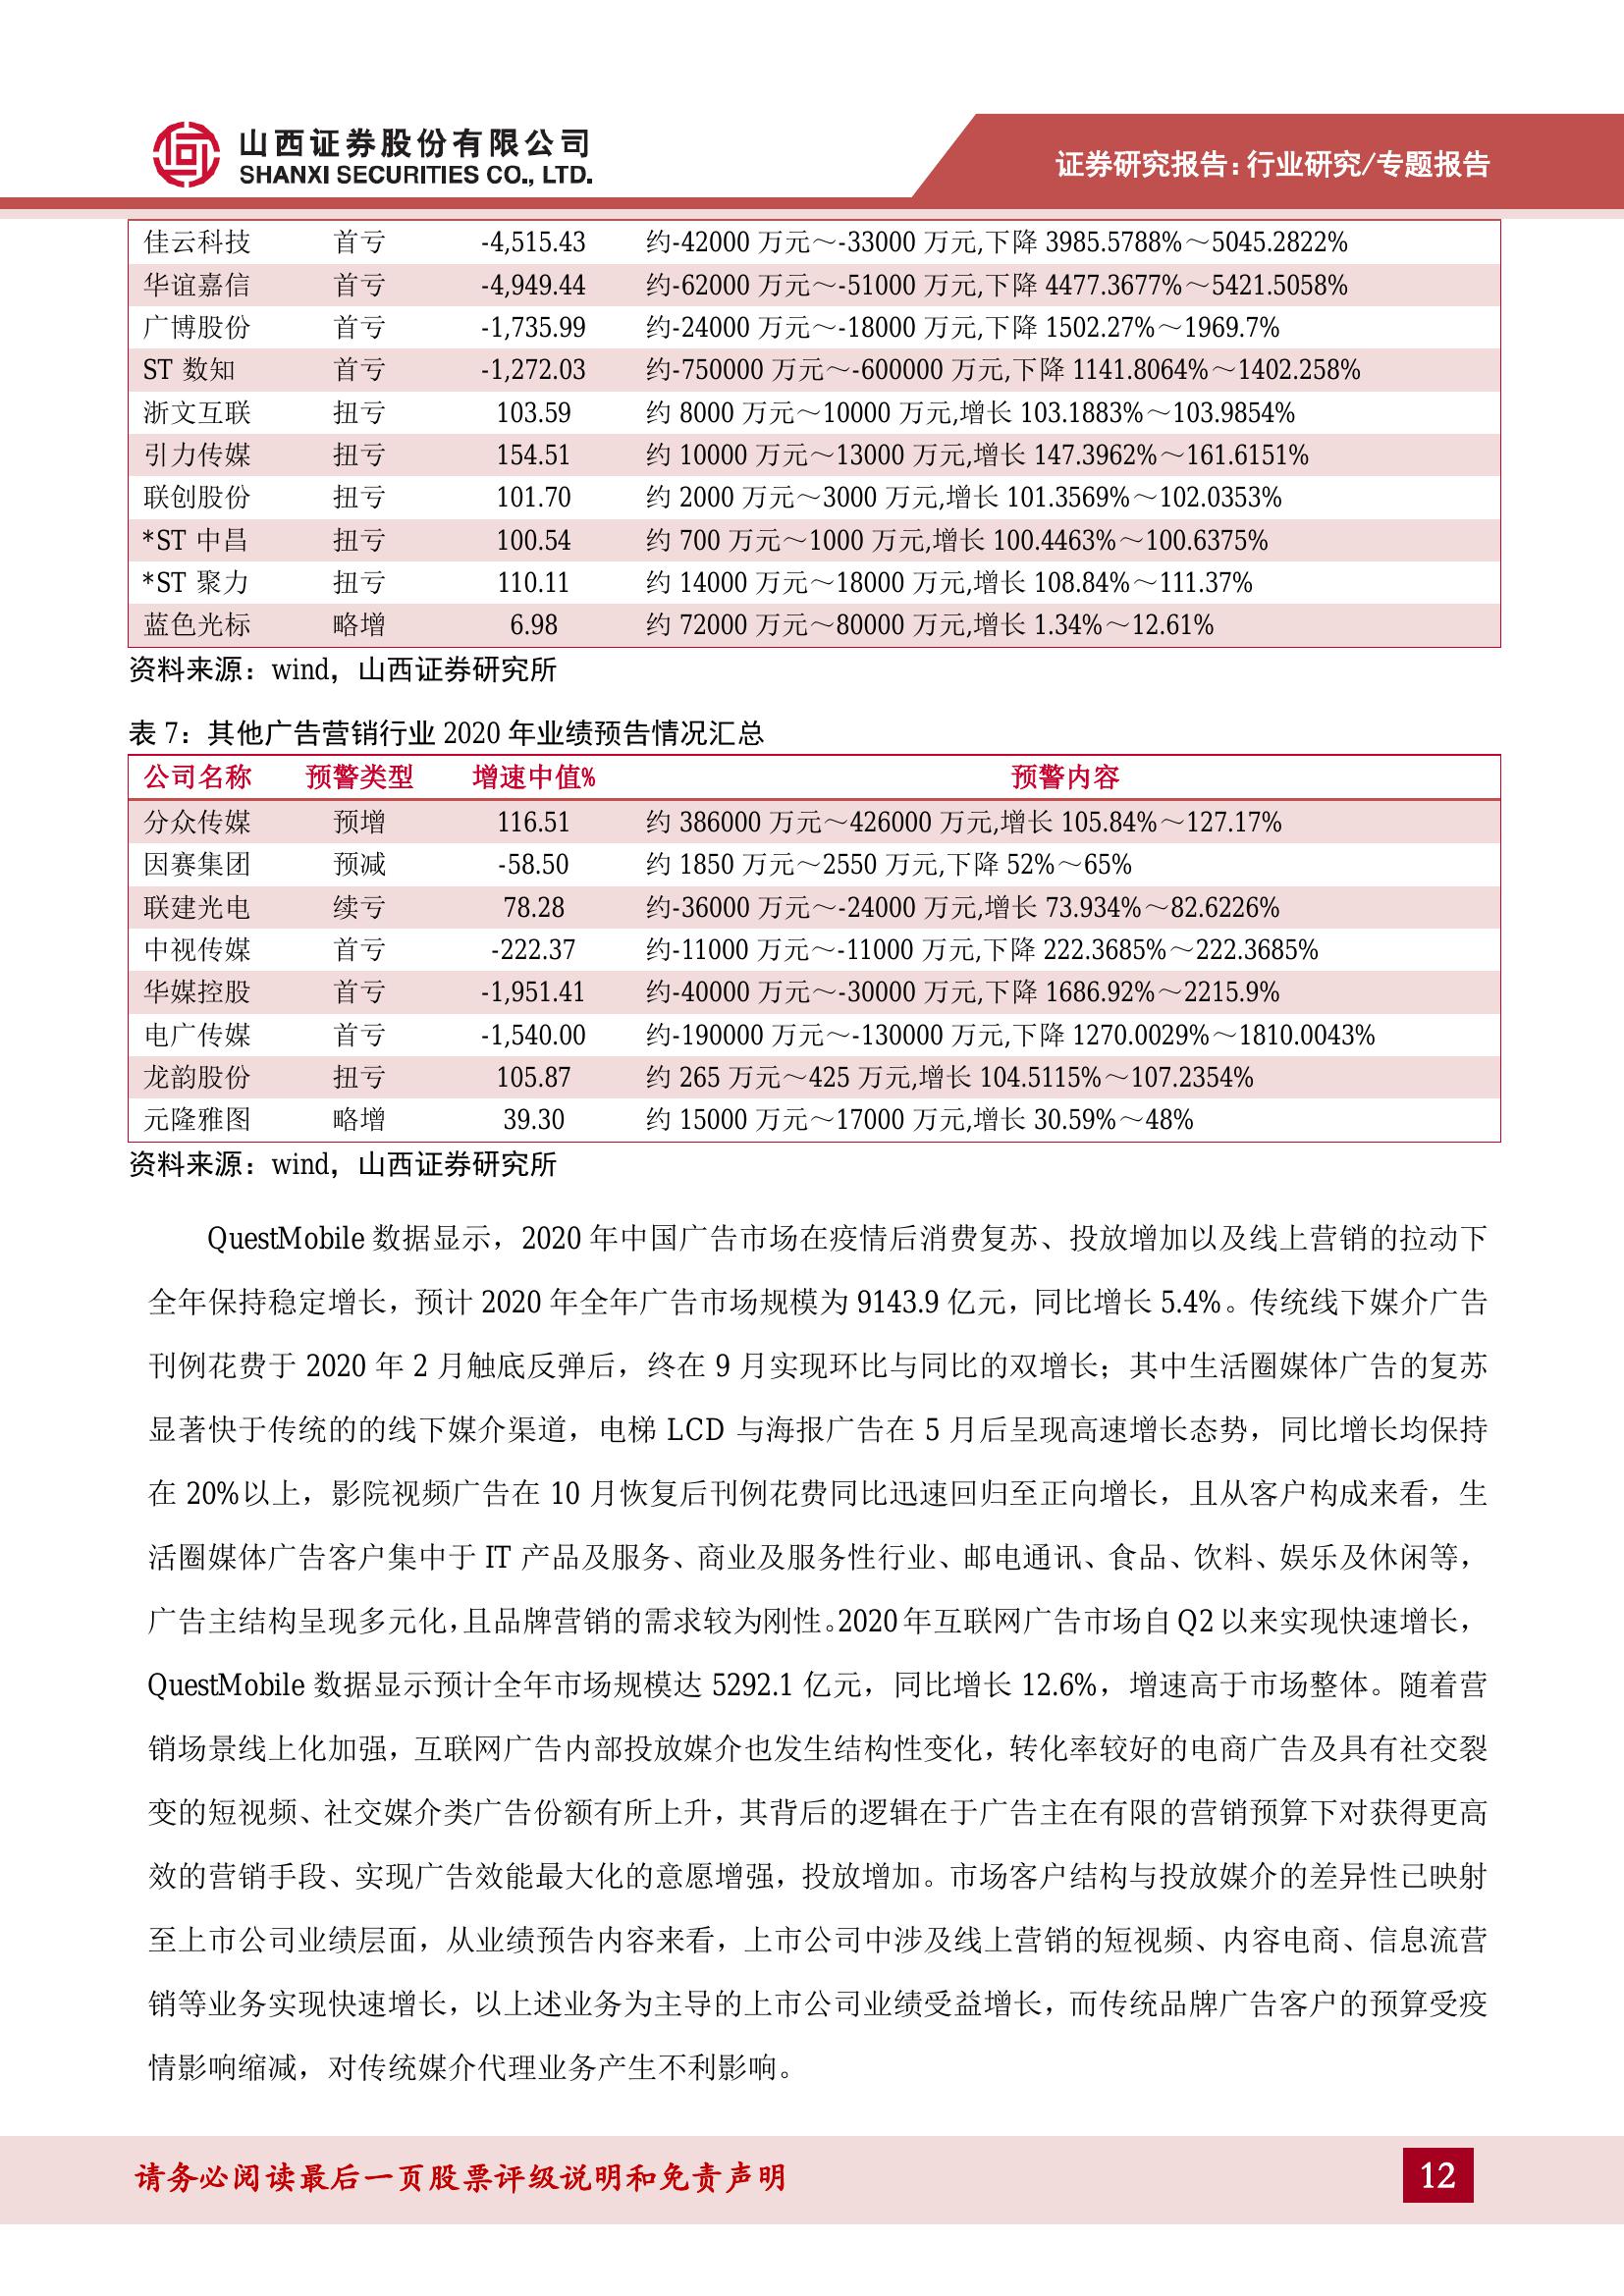 山西证券股份有限公司
SHANXI SECURITIES CO., LTD.
证券研究报告:行业研究/专题报告
佳云科技 首亏 -4,515.43 约-42000 万元～-33000 万元,下降 3985.5788%～5045.2822%
华谊嘉信 首亏 -4,949.44 约-62000 万元～-51000 万元,下降 4477.3677%～5421.5058%
广博股份 首亏 -1,735.99 约-24000 万元～-18000 万元,下降 1502.27%～1969.7%
ST 数知 首亏 -1,272.03 约-750000 万元～-600000 万元,下降 1141.8064%～1402.258%
浙文互联 扭亏 103.59 约 8000 万元～10000 万元,增长 103.1883%～103.9854%
引力传媒 扭亏 154.51 约 10000 万元～13000 万元,增长 147.3962%～161.6151%
联创股份 扭亏 101.70 约 2000 万元～3000 万元,增长 101.3569%～102.0353%
*ST 中昌 扭亏 100.54 约 700 万元～1000 万元,增长 100.4463%～100.6375%
*ST 聚力 扭亏 110.11 约 14000 万元～18000 万元,增长 108.84%～111.37%
蓝色光标 略增 6.98 约 72000 万元～80000 万元,增长 1.34%～12.61%
资料来源：wind，山西证券研究所
表 7：其他广告营销行业 2020 年业绩预告情况汇总
公司名称 预警类型 增速中值% 预警内容
分众传媒 预增 116.51 约 386000 万元～426000 万元,增长 105.84%～127.17%
因赛集团 预减 -58.50 约 1850 万元～2550 万元,下降 52%～65%
联建光电 续亏 78.28 约-36000 万元～-24000 万元,增长 73.934%～82.6226%
中视传媒 首亏 -222.37 约-11000 万元～-11000 万元,下降 222.3685%～222.3685%
华媒控股 首亏 -1,951.41 约-40000 万元～-30000 万元,下降 1686.92%～2215.9%
电广传媒 首亏 -1,540.00 约-190000 万元～-130000 万元,下降 1270.0029%～1810.0043%
龙韵股份 扭亏 105.87 约 265 万元～425 万元,增长 104.5115%～107.2354%
元隆雅图 略增 39.30 约 15000 万元～17000 万元,增长 30.59%～48%
资料来源：wind，山西证券研究所
QuestMobile 数据显示，2020 年中国广告市场在疫情后消费复苏、投放增加以及线上营销的拉动下
全年保持稳定增长，预计 2020 年全年广告市场规模为 9143.9 亿元，同比增长 5.4%。传统线下媒介广告
刊例花费于 2020 年 2 月触底反弹后，终在 9 月实现环比与同比的双增长；其中生活圈媒体广告的复苏
显著快于传统的的线下媒介渠道，电梯 LCD 与海报广告在 5 月后呈现高速增长态势，同比增长均保持
在 20%以上，影院视频广告在 10 月恢复后刊例花费同比迅速回归至正向增长，且从客户构成来看，生
活圈媒体广告客户集中于 IT 产品及服务、商业及服务性行业、邮电通讯、食品、饮料、娱乐及休闲等，
广告主结构呈现多元化，且品牌营销的需求较为刚性。2020 年互联网广告市场自 Q2 以来实现快速增长，
QuestMobile 数据显示预计全年市场规模达 5292.1 亿元，同比增长 12.6%，增速高于市场整体。随着营
销场景线上化加强，互联网广告内部投放媒介也发生结构性变化，转化率较好的电商广告及具有社交裂
变的短视频、社交媒介类广告份额有所上升，其背后的逻辑在于广告主在有限的营销预算下对获得更高
效的营销手段、实现广告效能最大化的意愿增强，投放增加。市场客户结构与投放媒介的差异性已映射
至上市公司业绩层面，从业绩预告内容来看，上市公司中涉及线上营销的短视频、内容电商、信息流营
销等业务实现快速增长，以上述业务为主导的上市公司业绩受益增长，而传统品牌广告客户的预算受疫
情影响缩减，对传统媒介代理业务产生不利影响。
请务必阅读最后一页股票评级说明和免责声明
12